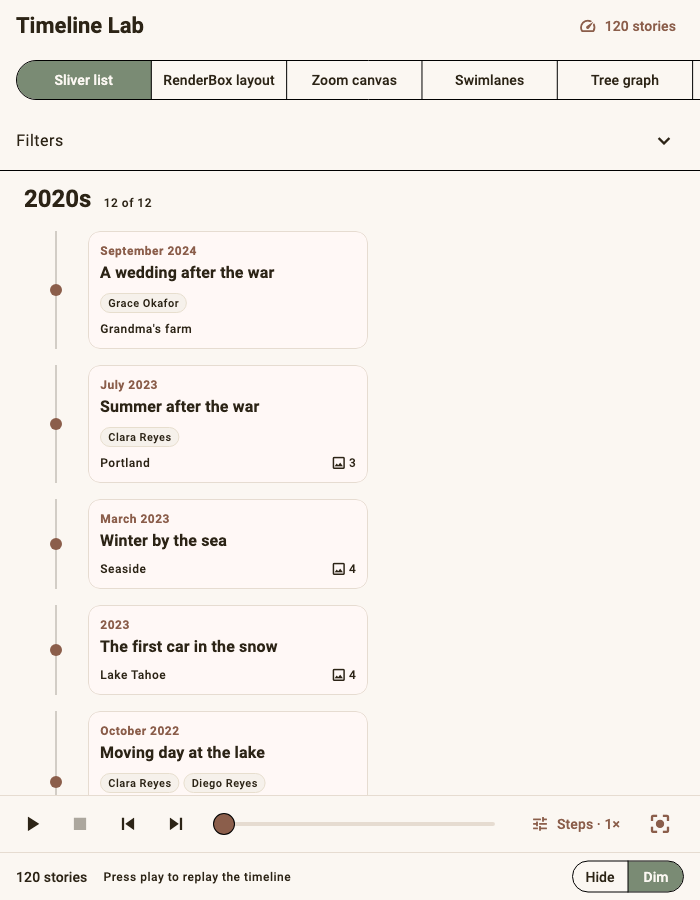 Timeline Lab
120 stories
Sliver list
RenderBox layout
Zoom canvas
Swimlanes
Tree graph
Filters
2020s 12 of 12
September 2024
A wedding after the war
Grace Okafor
Grandma's farm
July 2023
Summer after the war
Clara Reyes
Portland 3
March 2023
Winter by the sea
Seaside 4
2023
The first car in the snow
Lake Tahoe 4
October 2022
Moving day at the lake
Clara Reyes Diego Reyes
Steps · 1×
120 stories Press play to replay the timeline
Hide Dim